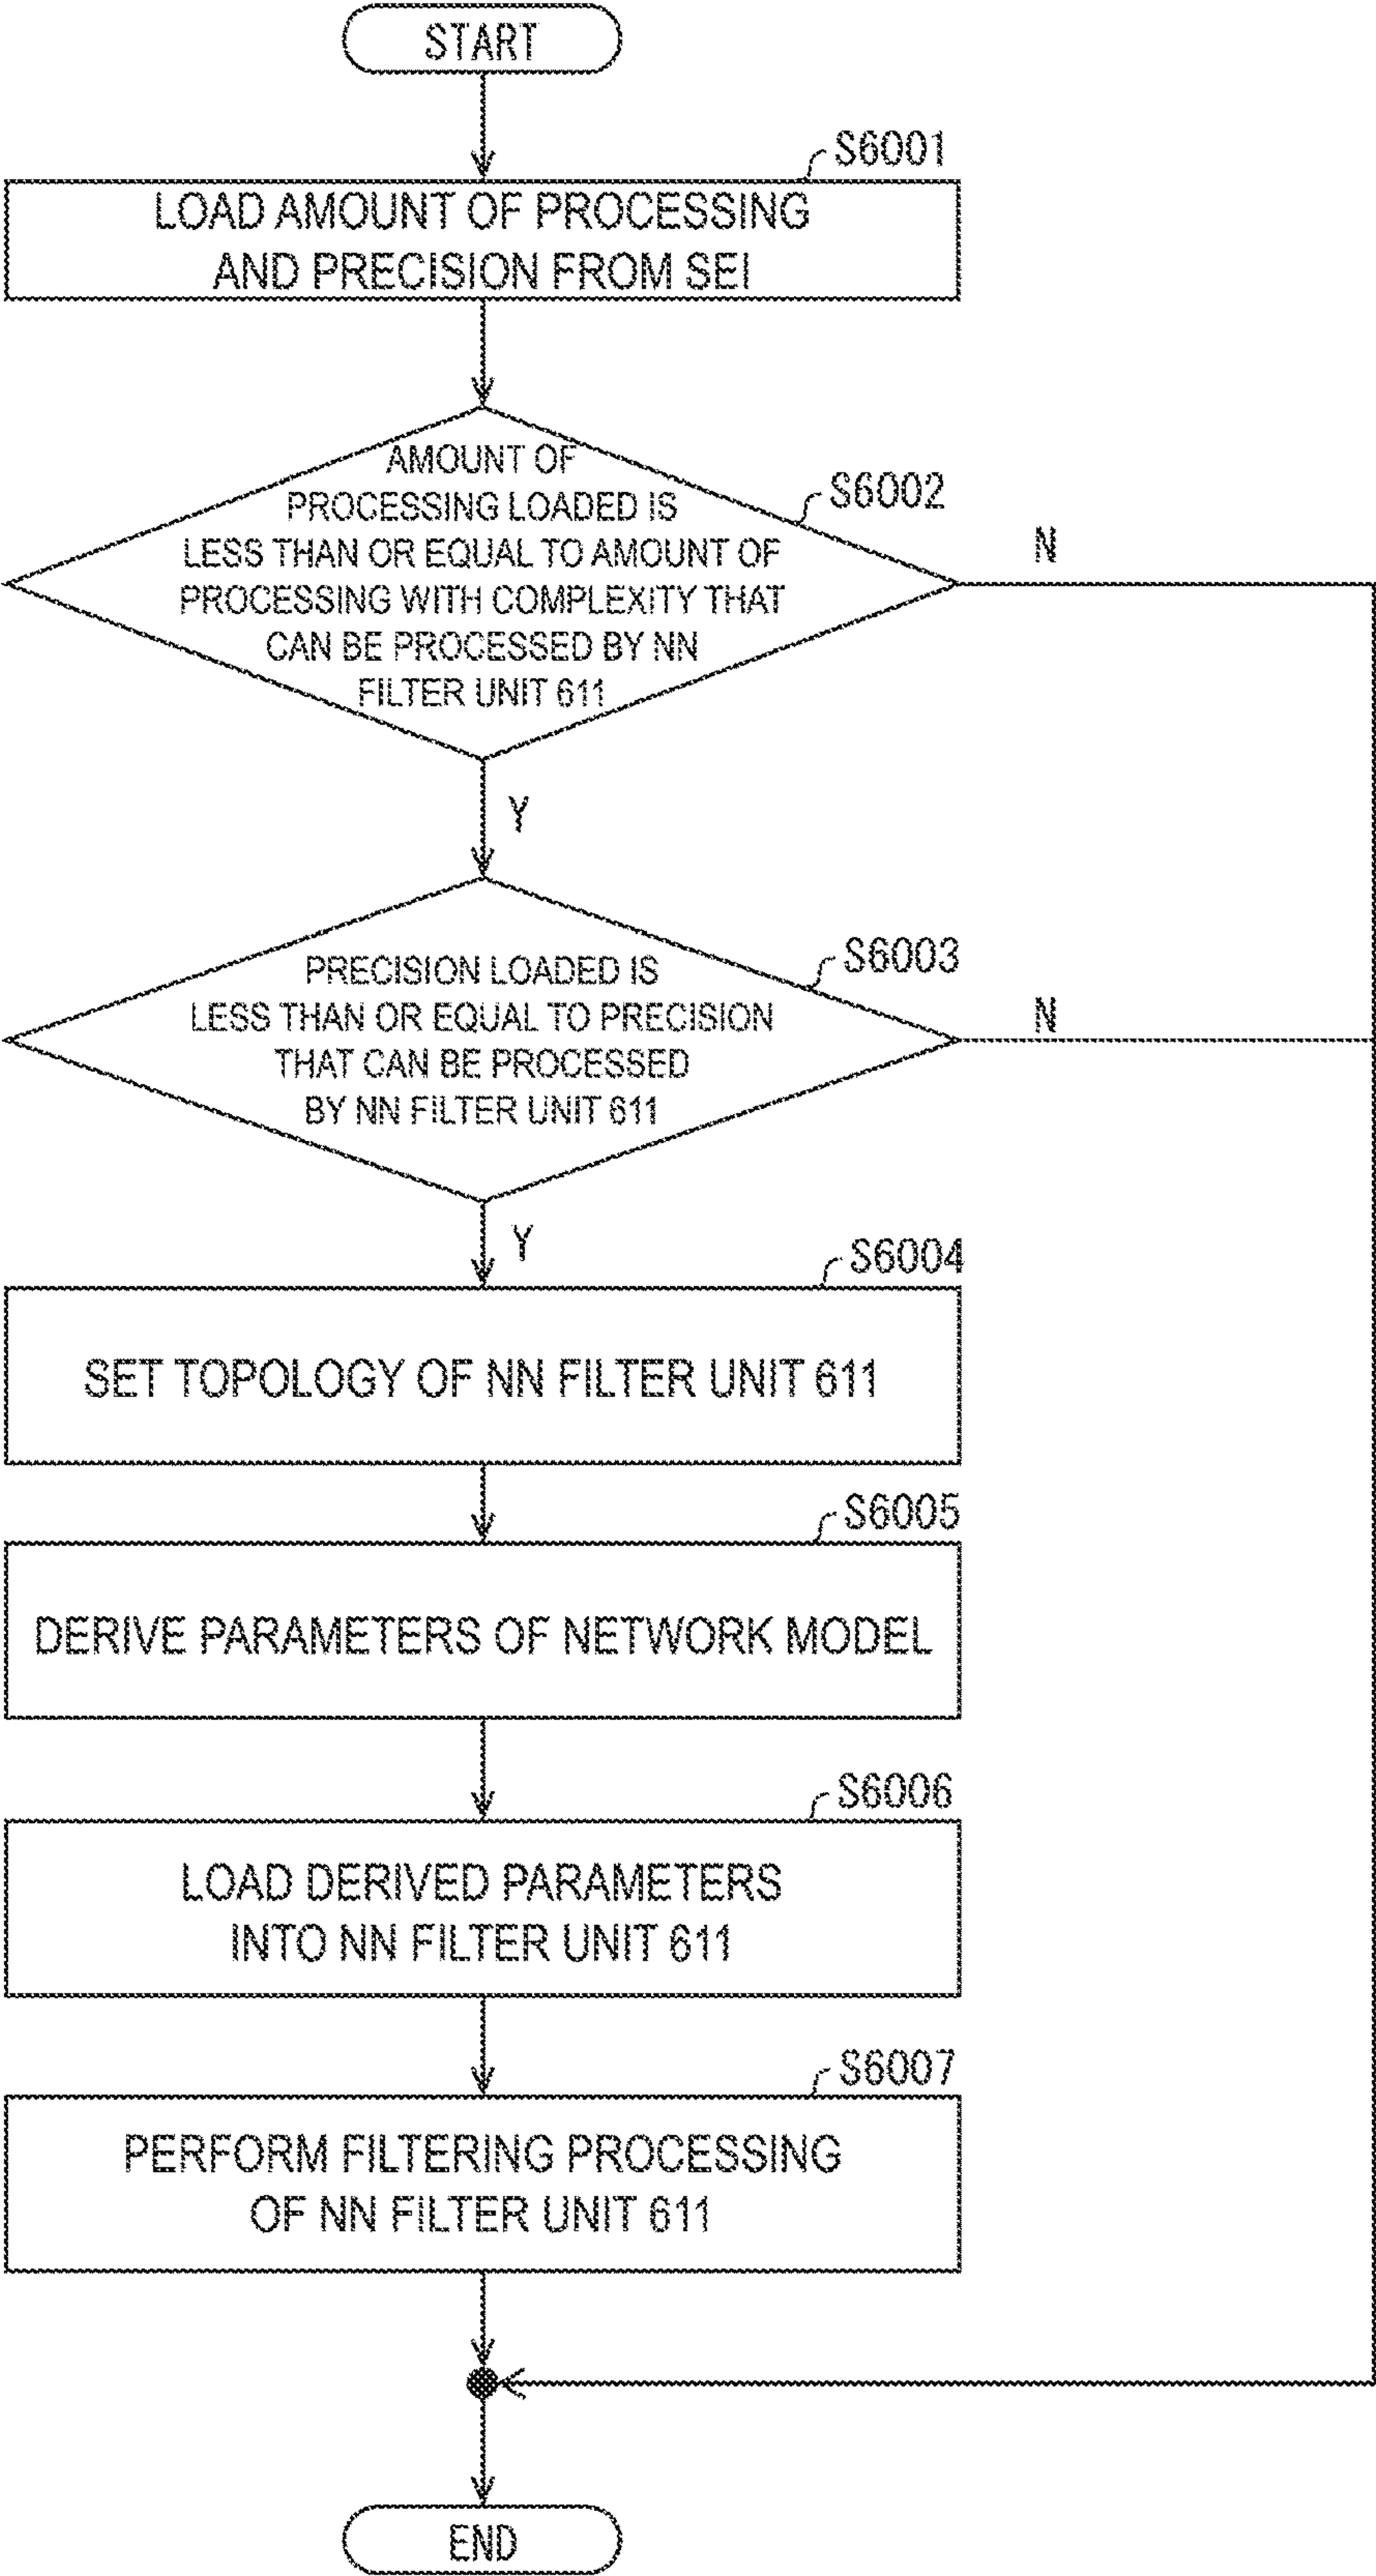 START
S6001
LOAD AMOUNT OF PROCESSING
AND PRECISION FROM SEI
S6002
AMOUNT OF
PROCESSING LOADED IS
LESS THAN OR EQUAL TO AMOUNT OF
PROCESSING WITH COMPLEXITY THAT
CAN BE PROCESSED BY NN
FILTER UNIT 611
N
Y
S6003
PRECISION LOADED IS
LESS THAN OR EQUAL TO PRECISION
THAT CAN BE PROCESSED
BY NN FILTER UNIT 611
N
Y
S6004
SET TOPOLOGY OF NN FILTER UNIT 611
S6005
DERIVE PARAMETERS OF NETWORK MODEL
S6006
LOAD DERIVED PARAMETERS
INTO NN FILTER UNIT 611
S6007
PERFORM FILTERING PROCESSING
OF NN FILTER UNIT 611
END